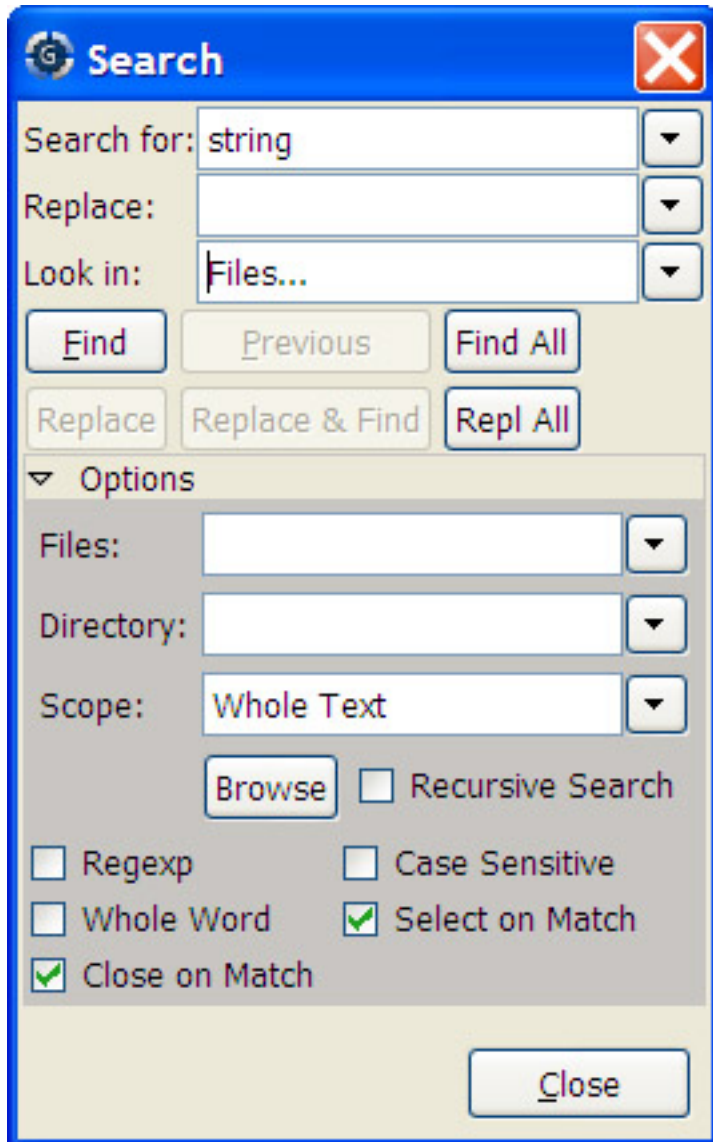 G Search
Search for: string
Replace:
Look in: Files...
Find Previous Find All
Replace Replace & Find Repl All
Options
Files:
Directory:
Scope: Whole Text
Browse Recursive Search
Regexp Case Sensitive
Whole Word Select on Match
Close on Match
Close